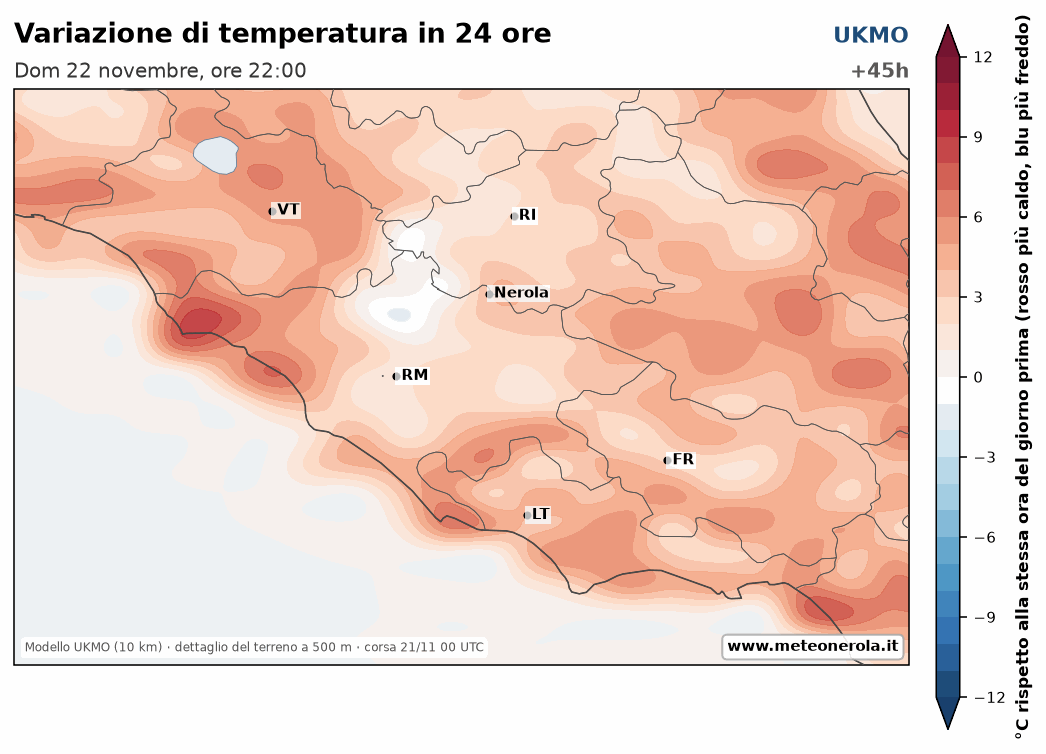 Variazione di temperatura in 24 ore
UKMO
Dom 22 novembre, ore 22:00
+45h
VT
RI
Nerola
RM
FR
LT
Modello UKMO (10 km) · dettaglio del terreno a 500 m · corsa 21/11 00 UTC
www.meteonerola.it
12
9
6
3
0
−3
−6
−9
−12
°C rispetto alla stessa ora del giorno prima (rosso più caldo, blu più freddo)